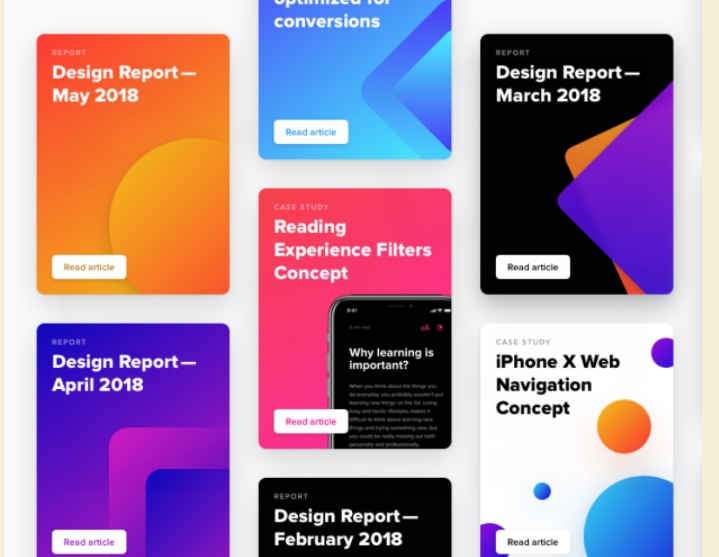 REPORT
Design Report—
May 2018
Read article
REPORT
Design Report—
April 2018
Read article
optimized for
conversions
Read article
CASE STUDY
Reading
Experience Filters
Concept
9:41
5 min read
AA
Why learning is
important?
When you think about the things you
do everyday, you probably wouldn't put
learning new things on the list. Living
busy and hectic lifestyles makes it
difficult to think about learning new
things and trying something new, but
you could be really missing out both
personally and professionally.
Read article
REPORT
Design Report—
February 2018
REPORT
Design Report—
March 2018
Read article
CASE STUDY
iPhone X Web
Navigation
Concept
Read article